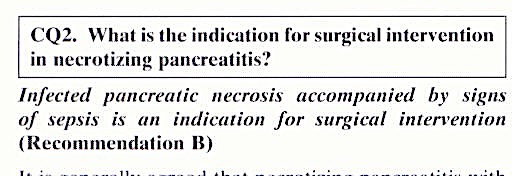 CQ2. What is the indication for surgical intervention
in necrotizing pancreatitis?
Infected pancreatic necrosis accompanied by signs
of sepsis is an indication for surgical intervention
(Recommendation B)
It is generally agreed that necrotizing pancreatitis with